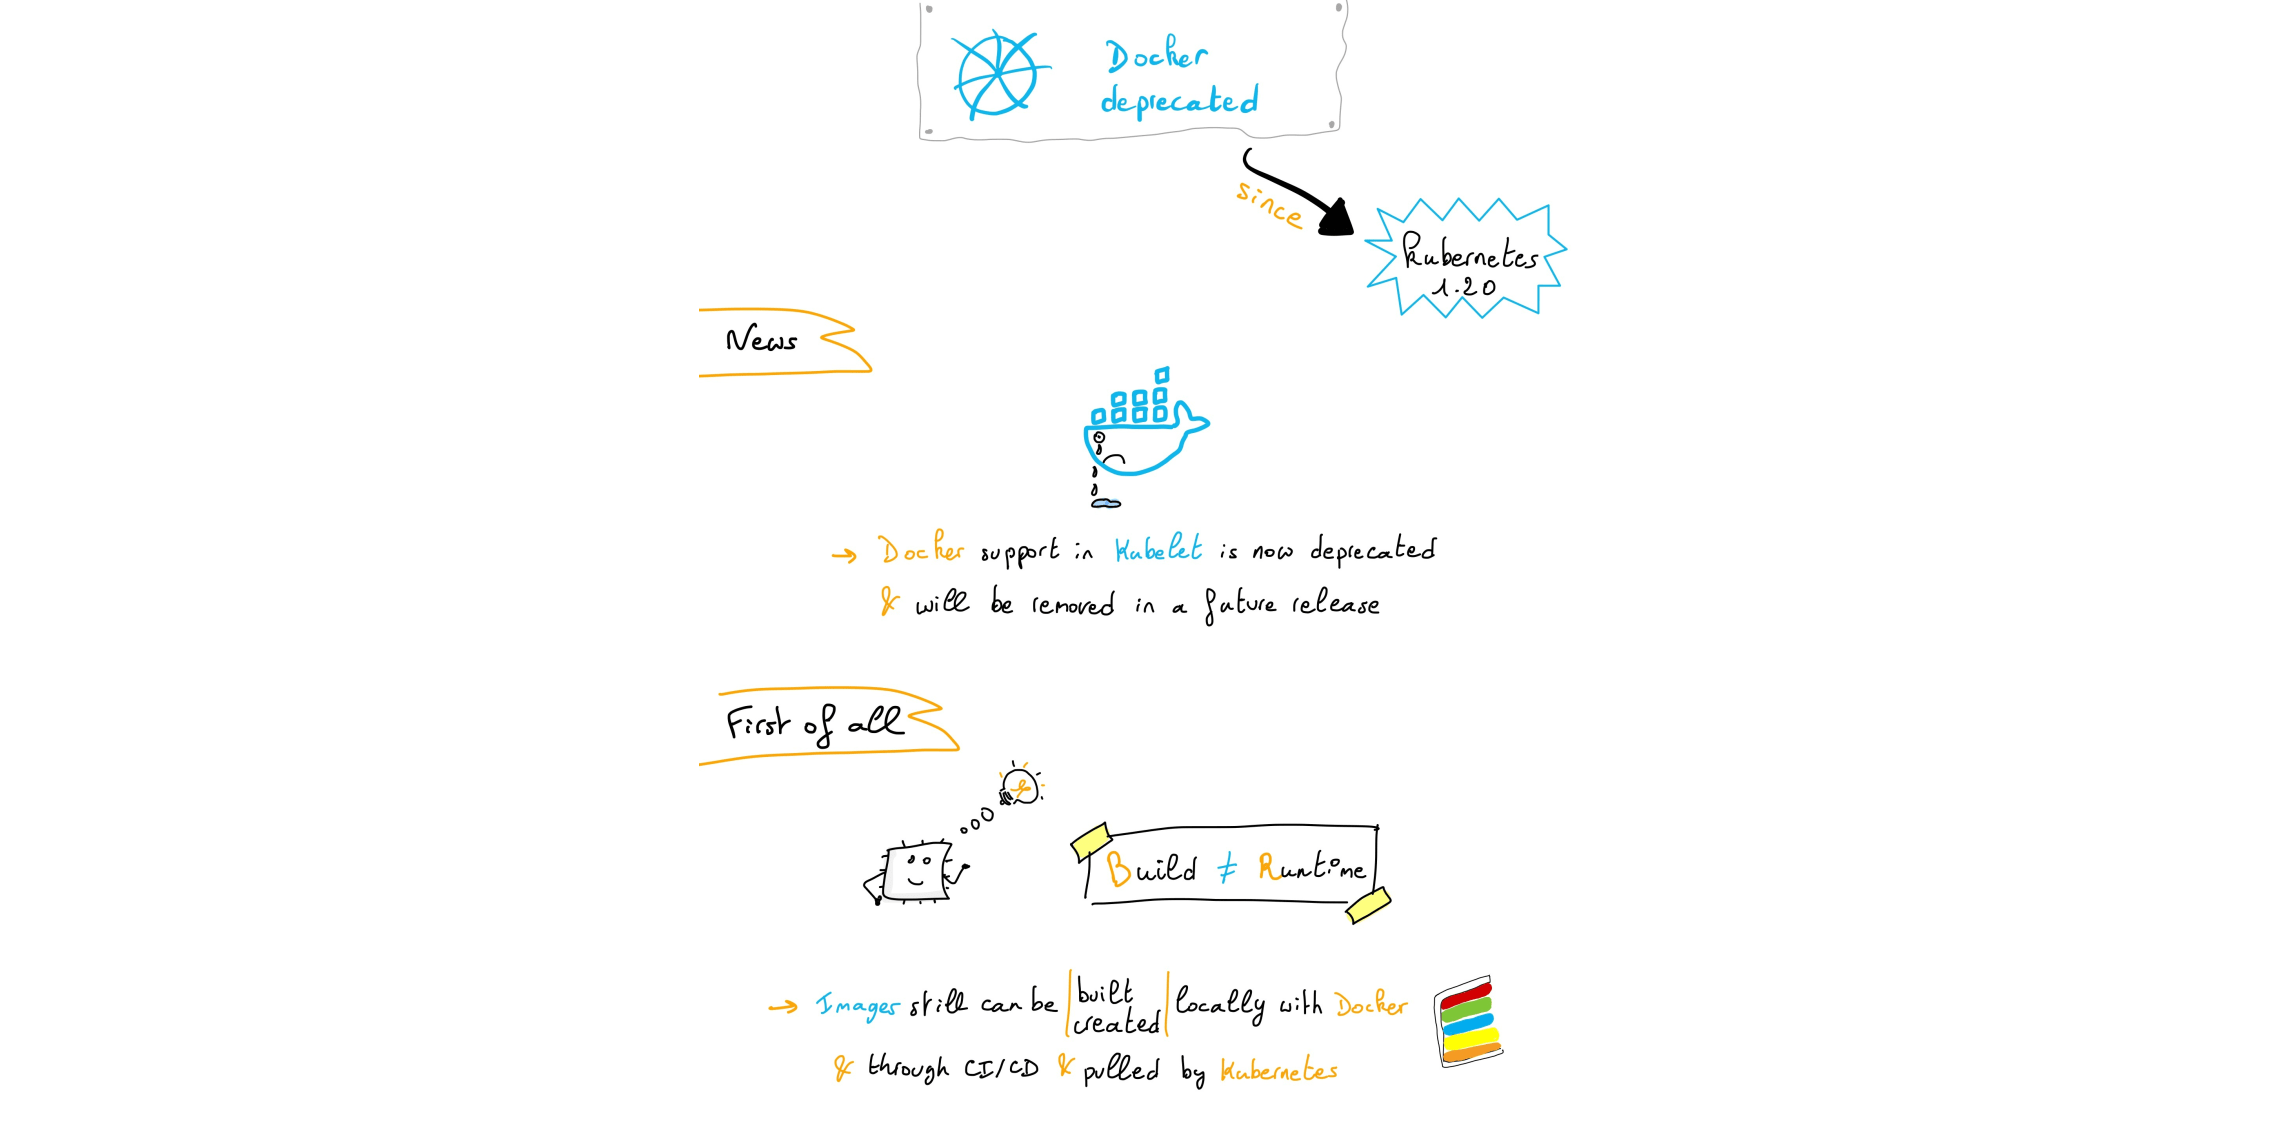 Docker
deprecated
since
Kubernetes
1.20
News
→ Docker support in Kubelet is now deprecated
& will be removed in a future release
First of all
Build ≠ Runtime
→ Images still can be | built created | locally with Docker
& through CI/CD & pulled by Kubernetes